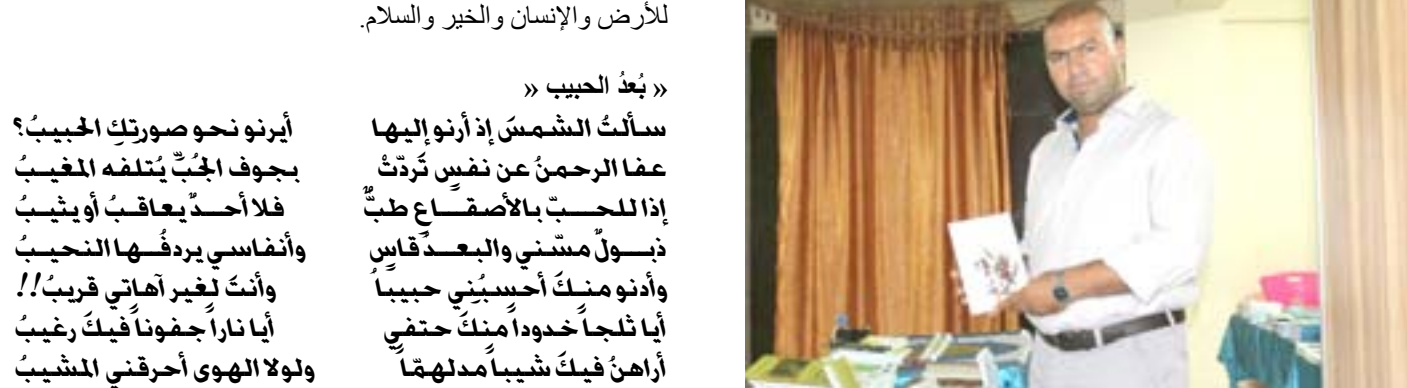 للأرض والإنسان والخير والسلام.
« بُعدُ الحبيب «
سألتُ الشمسَ إذ أرنو إليها أيرنو نحو صورتِكِ الحبيبُ؟
عفا الرحمنُ عن نفسٍ تَردّتْ بجوف الجُبِّ يُتلفه المغيبُ
إذا للحبّ بالأصقاعِ طبٌّ فلا أحدٌ يعاقبُ أو يثيبُ
ذبولٌ مسّني والبعدُ قاسٍ وأنفاسي يردفُها النحيبُ
وأدنو منكَ أحسبُنِي حبيباً وأنتَ لغير آهاتي قريبُ!!
أيا ثلجاً خدوداً منكَ حتفي أيا ناراً جفوناً فيكَ رغيبُ
أراهنُ فيكَ شيباً مدلهمّاً ولولا الهوى أحرقني المشيبُ